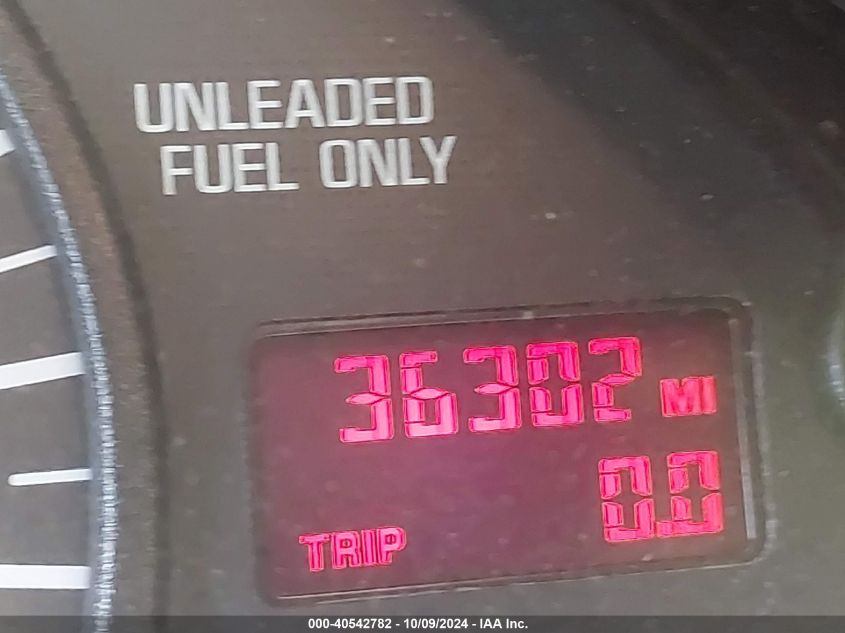 UNLEADED
FUEL ONLY
36302 MI
TRIP 0.0
000-40542782 - 10/09/2024 - IAA Inc.